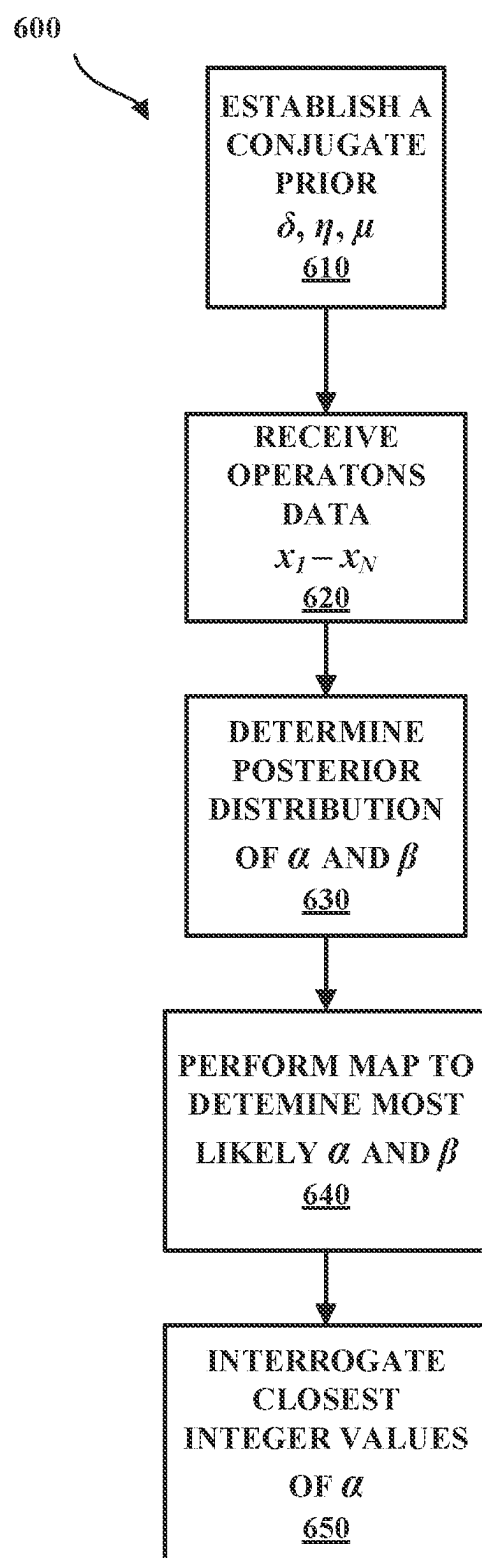 600
ESTABLISH A
CONJUGATE
PRIOR
δ, η, μ
610
RECEIVE
OPERATONS
DATA
x₁ – x_N
620
DETERMINE
POSTERIOR
DISTRIBUTION
OF α AND β
630
PERFORM MAP TO
DETEMINE MOST
LIKELY α AND β
640
INTERROGATE
CLOSEST
INTEGER VALUES
OF α
650